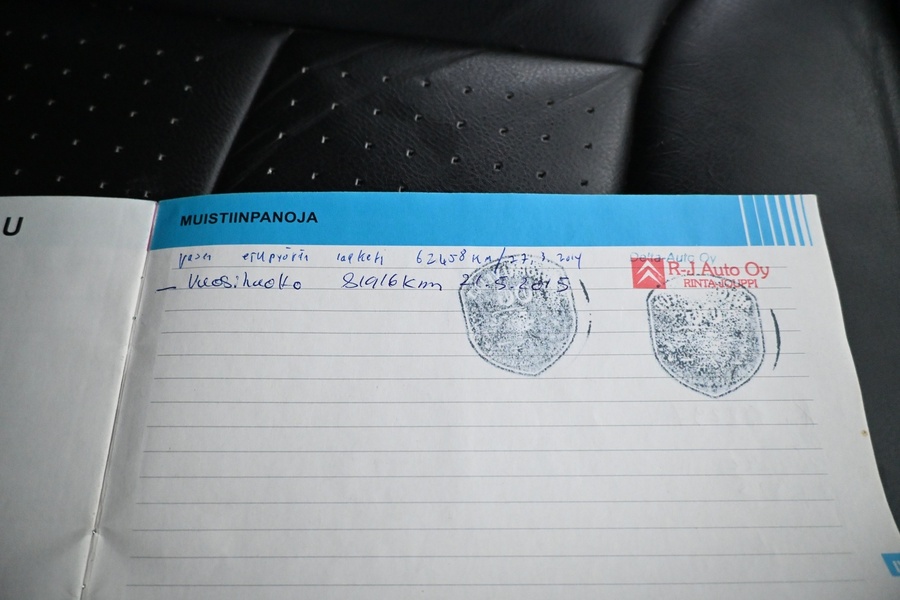 U
MUISTIINPANOJA
vasen etupyörän laakeri 62458 km / 27.3.2014
Delta-Auto Oy
R-J.Auto Oy
RINTA-JOUPPI
– Vuosihuolto 81916 km 21.5.2015